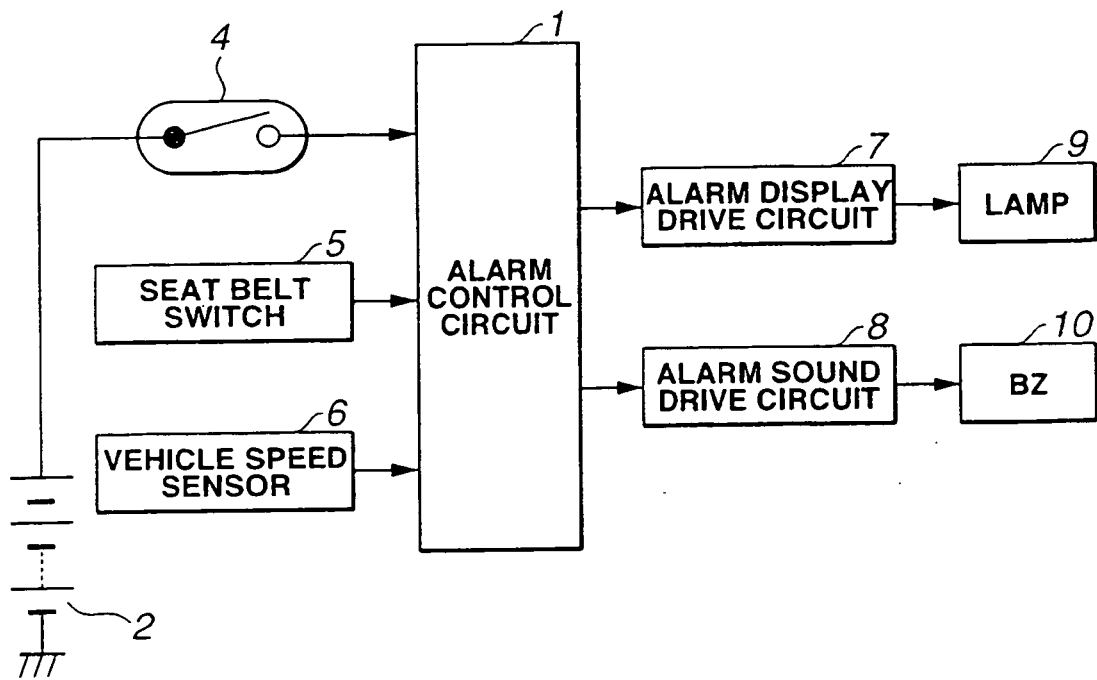 1
4
7
ALARM DISPLAY
DRIVE CIRCUIT
9
LAMP
5
SEAT BELT
SWITCH
ALARM
CONTROL
CIRCUIT
8
ALARM SOUND
DRIVE CIRCUIT
10
BZ
6
VEHICLE SPEED
SENSOR
2